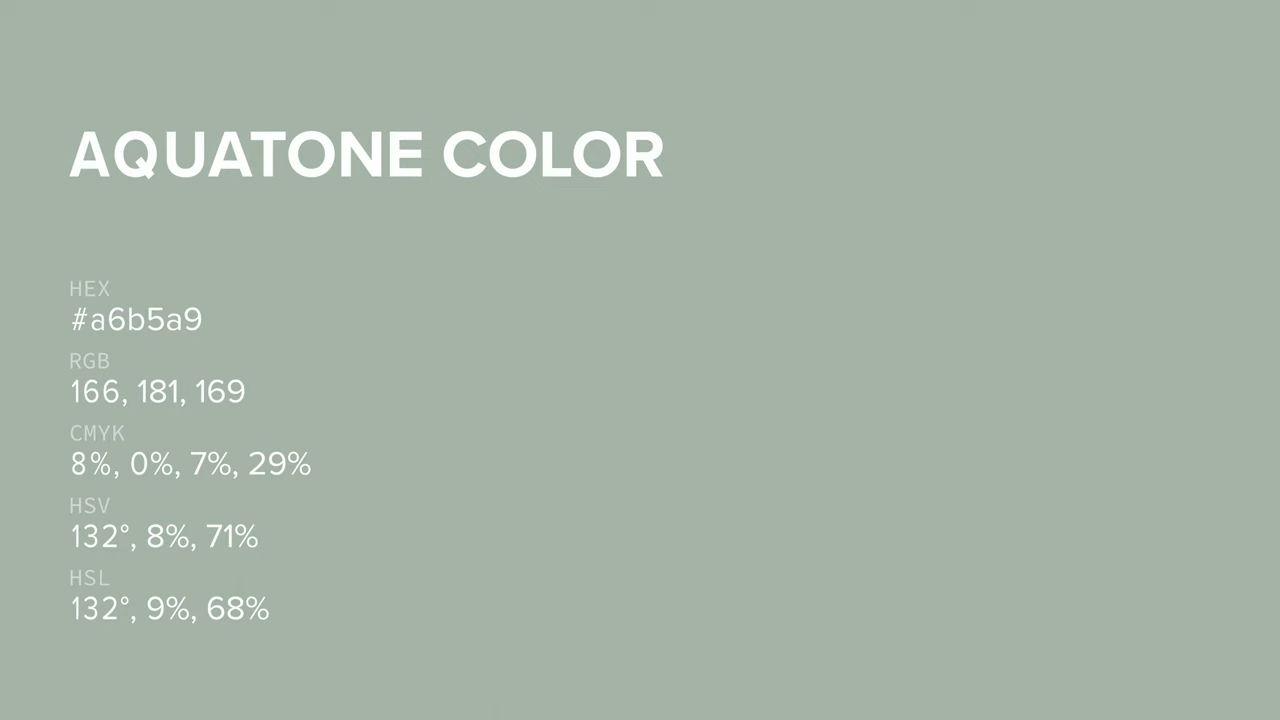 AQUATONE COLOR
HEX
#a6b5a9
RGB
166, 181, 169
CMYK
8%, 0%, 7%, 29%
HSV
132°, 8%, 71%
HSL
132°, 9%, 68%